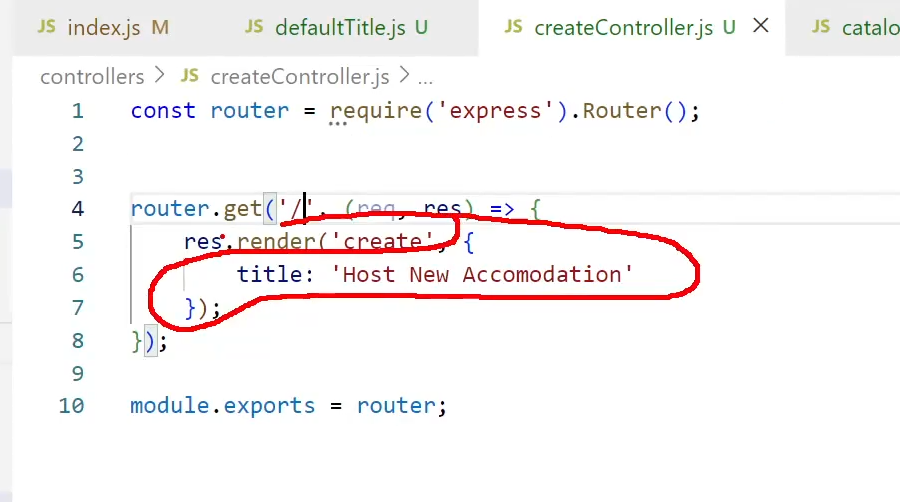 JS index.js M JS defaultTitle.js U JS createController.js U JS catalo
controllers > JS createController.js > ...
1 const router = require('express').Router();
2
3
4 router.get('/', (req, res) => {
5 res.render('create', {
6 title: 'Host New Accomodation'
7 });
8 });
9
10 module.exports = router;